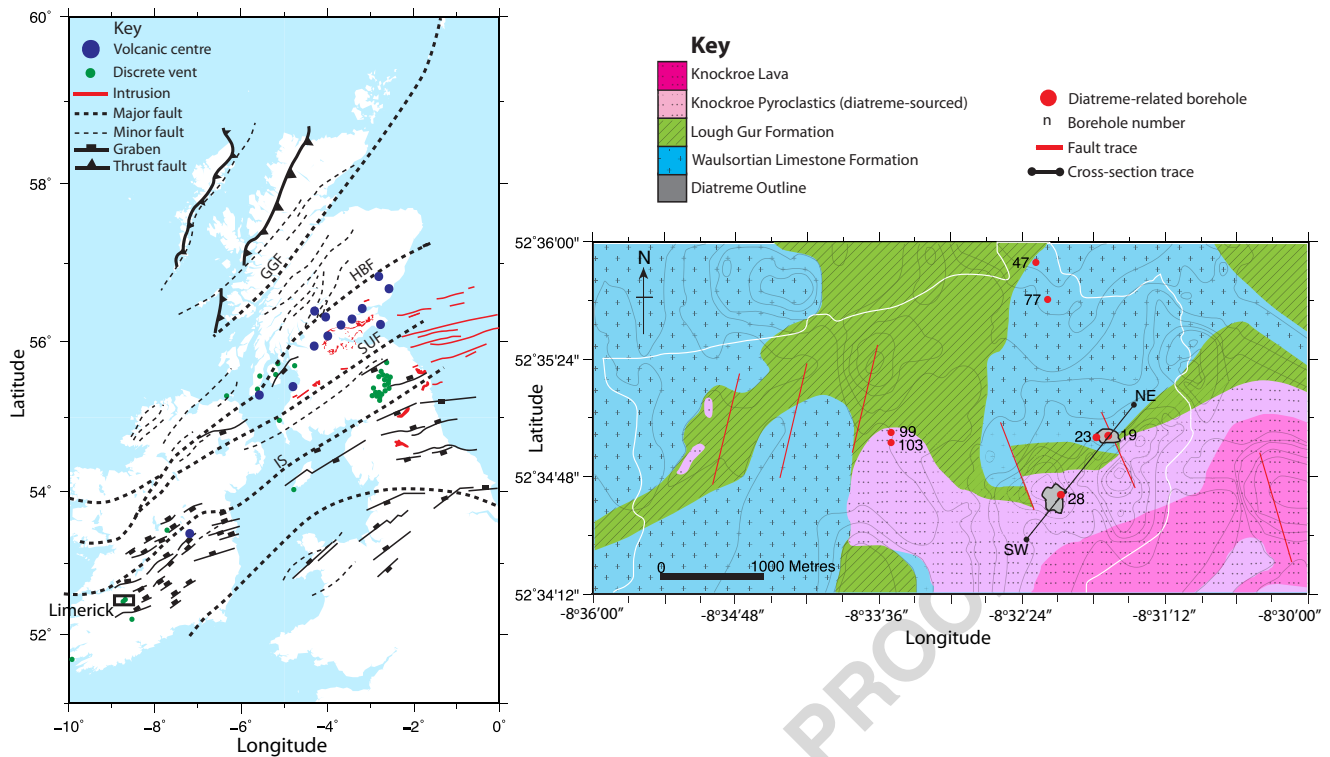 60˚
58˚
56˚
54˚
52˚
Latitude
Key
Volcanic centre
Discrete vent
Intrusion
Major fault
Minor fault
Graben
Thrust fault
GGF
HBF
SUF
IS
Limerick
-10˚
-8˚
-6˚
-4˚
-2˚
0˚
Longitude
Key
Knockroe Lava
Knockroe Pyroclastics (diatreme-sourced)
Lough Gur Formation
Waulsortian Limestone Formation
Diatreme Outline
Diatreme-related borehole
n Borehole number
Fault trace
Cross-section trace
52˚36'00"
52˚35'24"
52˚34'48"
52˚34'12"
Latitude
N
47
77
NE
99
103
23
19
28
SW
0
1000 Metres
-8˚36'00"
-8˚34'48"
-8˚33'36"
-8˚32'24"
-8˚31'12"
-8˚30'00"
Longitude
PROO